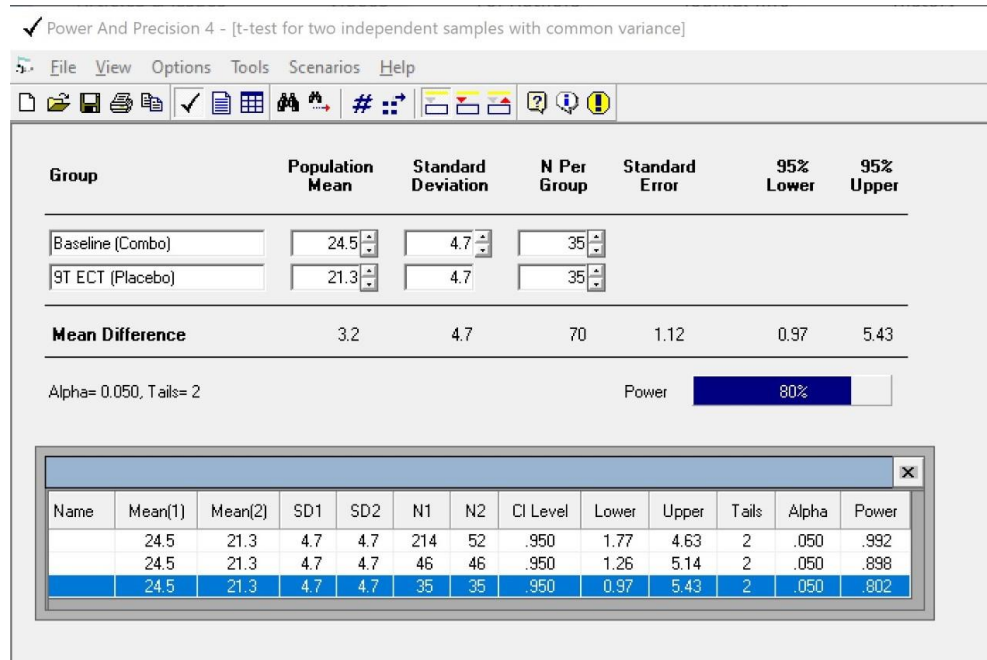 Power And Precision 4 - [t-test for two independent samples with common variance]
File View Options Tools Scenarios Help
Group Population Mean Standard Deviation N Per Group Standard Error 95% Lower 95% Upper
Baseline (Combo) 24.5 4.7 35
9T ECT (Placebo) 21.3 4.7 35
Mean Difference 3.2 4.7 70 1.12 0.97 5.43
Alpha= 0.050, Tails= 2 Power 80%
Name Mean(1) Mean(2) SD1 SD2 N1 N2 CI Level Lower Upper Tails Alpha Power
24.5 21.3 4.7 4.7 214 52 .950 1.77 4.63 2 .050 .992
24.5 21.3 4.7 4.7 46 46 .950 1.26 5.14 2 .050 .898
24.5 21.3 4.7 4.7 35 35 .950 0.97 5.43 2 .050 .802